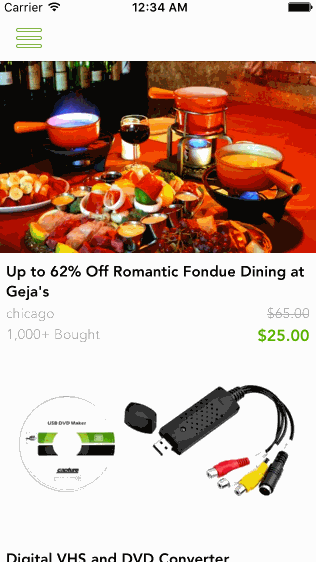 Carrier 12:34 AM
Up to 62% Off Romantic Fondue Dining at
Geja's
chicago $65.00
1,000+ Bought $25.00
USB DVD Maker
capture
Digital VHS and DVD Converter